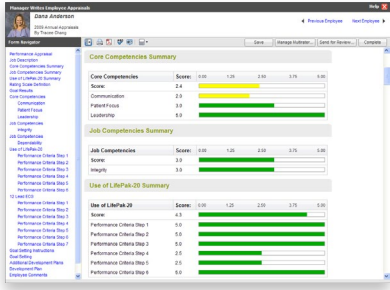 Manager Writes Employee Appraisals
Help
Dana Anderson
2009 Annual Appraisals
By Tracee Chang
Previous Employee Next Employee
Form Navigator
Save Manage Multirater... Send for Review... Complete
Performance Appraisal
Job Description
Core Competencies Summary
Job Competencies Summary
Use of LifePak-20 Summary
Rating Scale Definition
Goal Results
Core Competencies
Communication
Patient Focus
Leadership
Job Competencies
Integrity
Job Competencies
Dependability
Use of LifePak-20
Performance Criteria Step 1
Performance Criteria Step 2
Performance Criteria Step 3
Performance Criteria Step 4
Performance Criteria Step 5
Performance Criteria Step 6
12 Lead ECG
Performance Criteria Step 1
Performance Criteria Step 2
Performance Criteria Step 3
Performance Criteria Step 4
Performance Criteria Step 5
Performance Criteria Step 6
Performance Criteria Step 7
Goal Setting Instructions
Goal Setting
Additional Development Plans
Development Plan
Employee Comments
Core Competencies Summary
Core Competencies Score: 0.00 1.25 2.50 3.75 5.00
Score: 2.4
Communication 2.0
Patient Focus 3.0
Leadership 5.0
Job Competencies Summary
Job Competencies Score: 0.00 1.25 2.50 3.75 5.00
Score: 3.0
Integrity 3.0
Use of LifePak-20 Summary
Use of LifePak-20 Score: 0.00 1.25 2.50 3.75 5.00
Score: 4.5
Performance Criteria Step 1 5.0
Performance Criteria Step 2 5.0
Performance Criteria Step 3 5.0
Performance Criteria Step 4 2.5
Performance Criteria Step 5 2.5
Performance Criteria Step 6 5.0